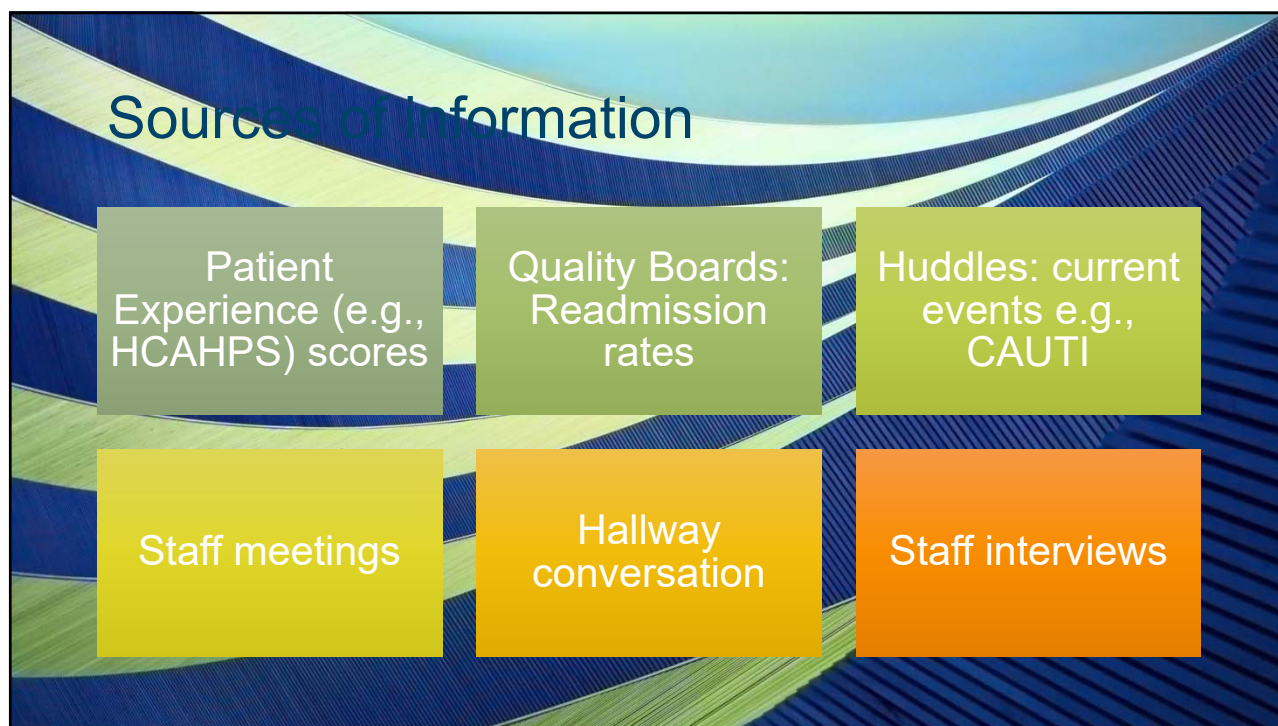 Sources of Information
Patient
Experience (e.g.,
HCAHPS) scores
Quality Boards:
Readmission
rates
Huddles: current
events e.g.,
CAUTI
Staff meetings
Hallway
conversation
Staff interviews